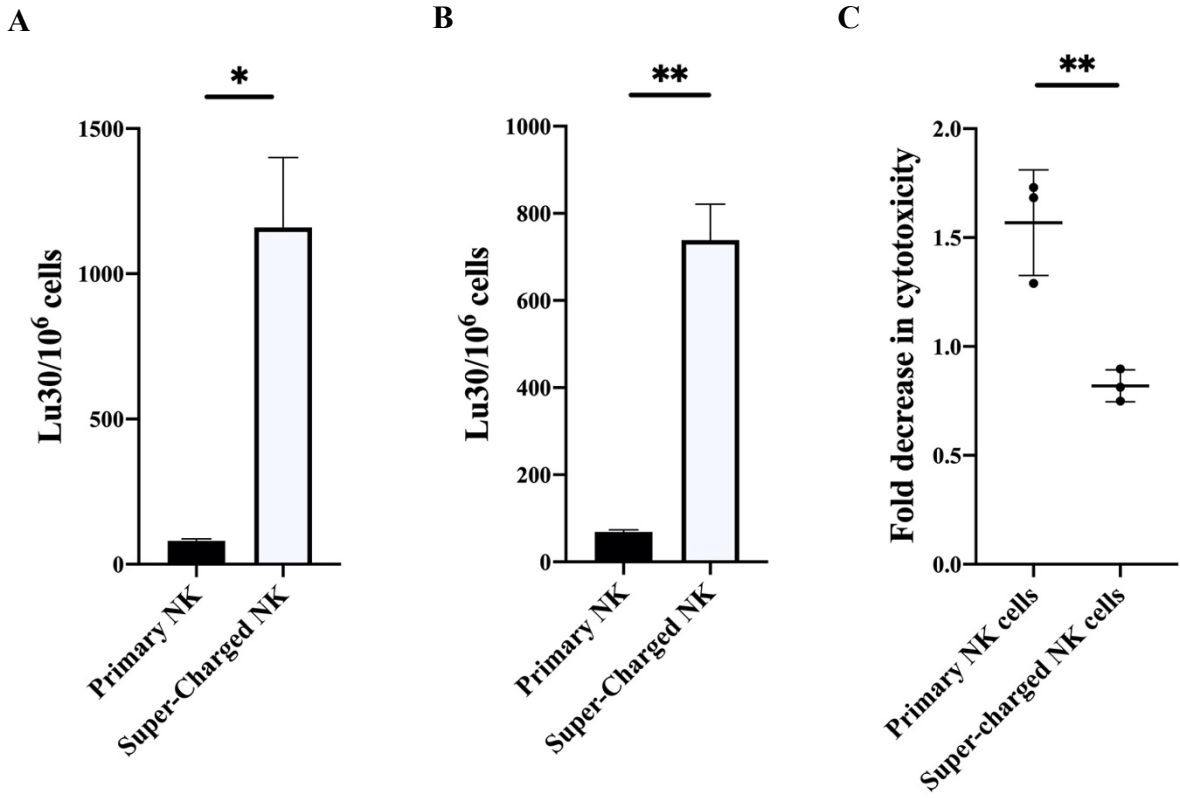 A
B
C
*
**
**
Lu30/10⁶ cells
1500
1000
500
0
Primary NK
Super-Charged NK
Lu30/10⁶ cells
1000
800
600
400
200
0
Primary NK
Super-Charged NK
Fold decrease in cytotoxicity
2.0
1.5
1.0
0.5
0.0
Primary NK cells
Super-charged NK cells